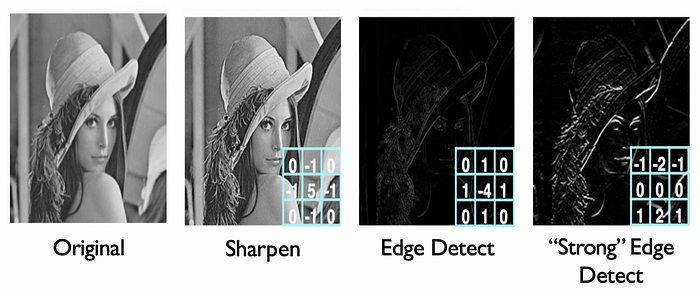 0 -1 0
-1 5 -1
0 -1 0
0 1 0
1 -4 1
0 1 0
-1 -2 -1
0 0 0
1 2 1
Original
Sharpen
Edge Detect
“Strong” Edge
Detect